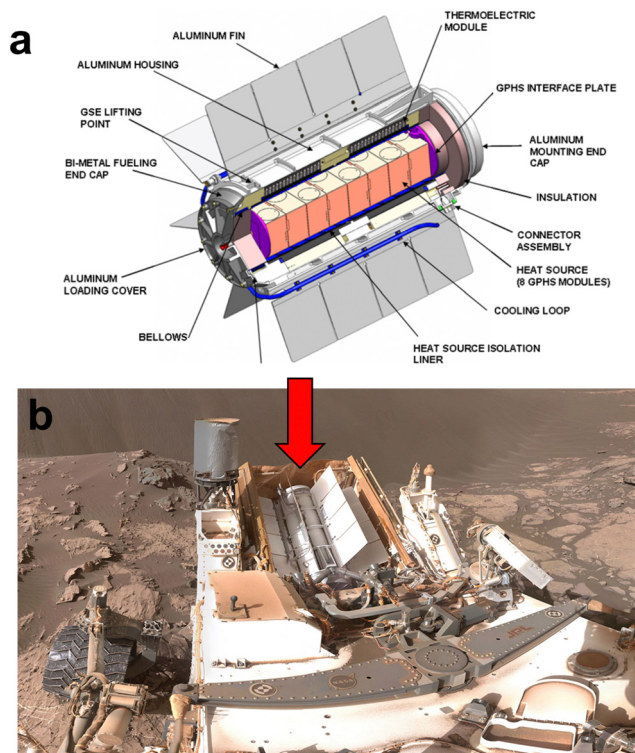 a
ALUMINUM FIN
THERMOELECTRIC
MODULE
ALUMINUM HOUSING
GPHS INTERFACE PLATE
GSE LIFTING
POINT
ALUMINUM
MOUNTING END
CAP
BI-METAL FUELING
END CAP
INSULATION
CONNECTOR
ASSEMBLY
ALUMINUM
LOADING COVER
HEAT SOURCE
(8 GPHS MODULES)
COOLING LOOP
BELLOWS
HEAT SOURCE ISOLATION
LINER
b
JPL